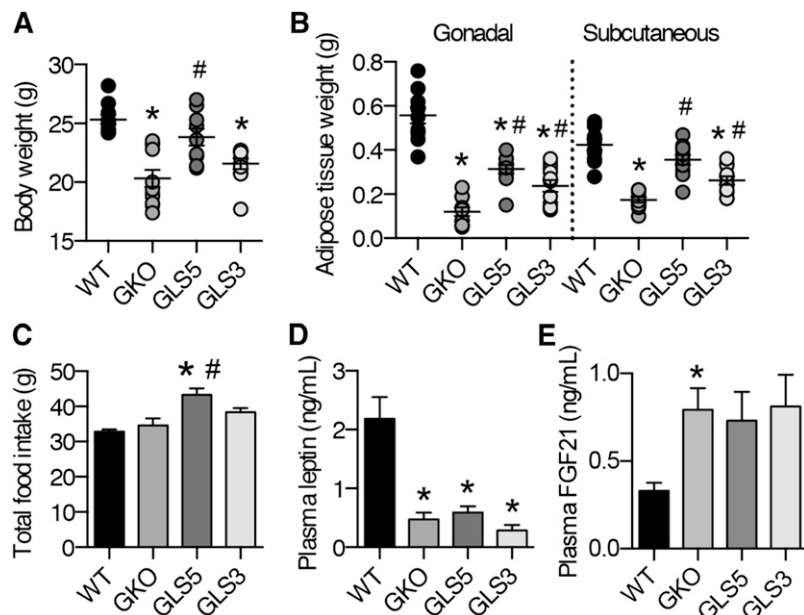 A
Body weight (g)
30
25
20
15
*
#
*
WT
GKO
GLS5
GLS3
B
Gonadal
Subcutaneous
Adipose tissue weight (g)
0.8
0.6
0.4
0.2
0.0
*
*#
*#
*
#
*#
WT
GKO
GLS5
GLS3
WT
GKO
GLS5
GLS3
C
Total food intake (g)
50
40
30
20
10
0
* #
WT
GKO
GLS5
GLS3
D
Plasma leptin (ng/mL)
3
2
1
0
*
*
*
WT
GKO
GLS5
GLS3
E
Plasma FGF21 (ng/mL)
1.0
0.5
0.0
*
WT
GKO
GLS5
GLS3